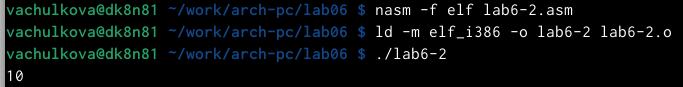 vachulkova@dk8n81 ~/work/arch-pc/lab06 $ nasm -f elf lab6-2.asm
vachulkova@dk8n81 ~/work/arch-pc/lab06 $ ld -m elf_i386 -o lab6-2 lab6-2.o
vachulkova@dk8n81 ~/work/arch-pc/lab06 $ ./lab6-2
10